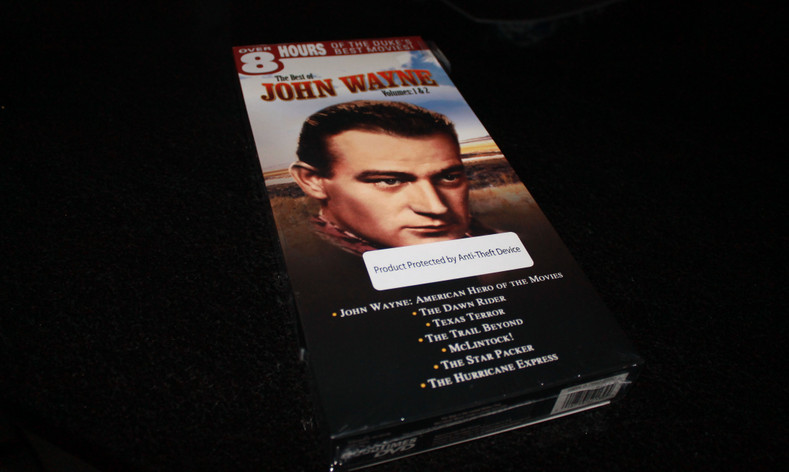 OVER 8 HOURS OF THE DUKE'S
BEST MOVIES!
The Best of
JOHN WAYNE
Volumes: 1 & 2
Product Protected by Anti-Theft Device
• JOHN WAYNE: AMERICAN HERO OF THE MOVIES
• THE DAWN RIDER
• TEXAS TERROR
• THE TRAIL BEYOND
• MCLINTOCK!
• THE STAR PACKER
• THE HURRICANE EXPRESS
DVD